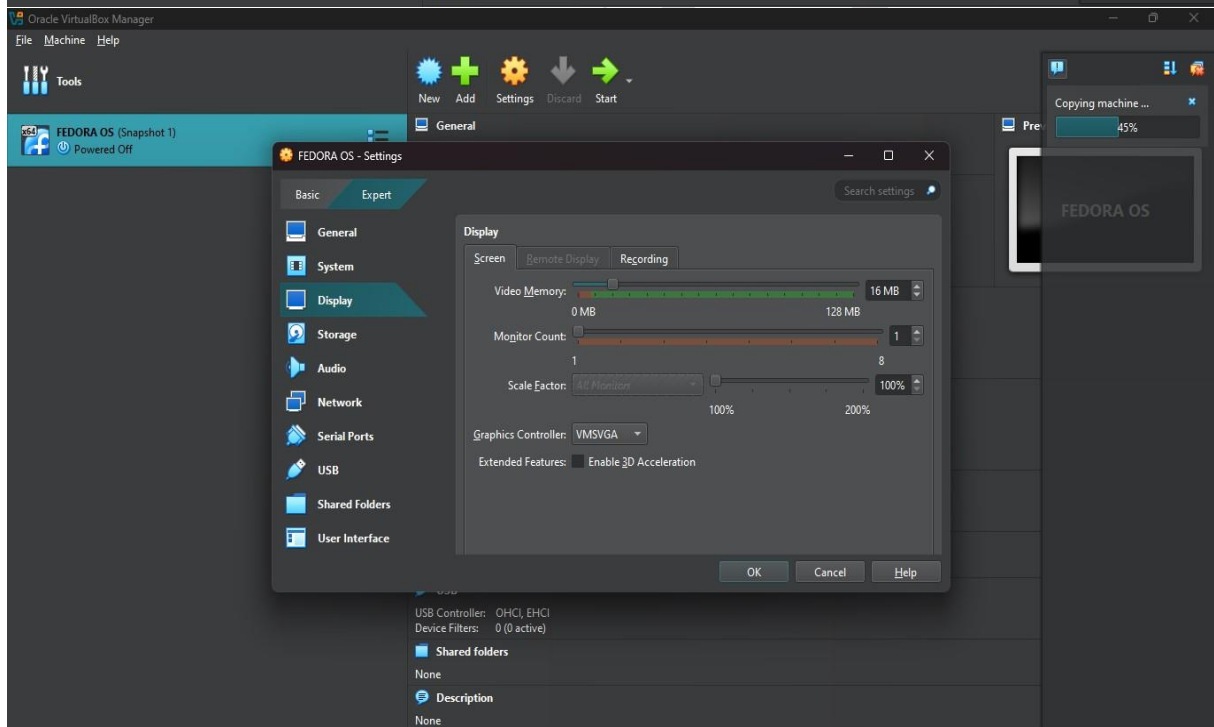 Oracle VirtualBox Manager
File Machine Help
Tools
New Add Settings Discard Start
FEDORA OS (Snapshot 1)
Powered Off
x64
General
Pre
Copying machine ...
45%
FEDORA OS
FEDORA OS - Settings
Basic Expert
Search settings
General
System
Display
Storage
Audio
Network
Serial Ports
USB
Shared Folders
User Interface
Display
Screen Remote Display Recording
Video Memory: 16 MB
0 MB 128 MB
Monitor Count: 1
1 8
Scale Factor: All Monitors 100%
100% 200%
Graphics Controller: VMSVGA
Extended Features: Enable 3D Acceleration
OK Cancel Help
USB
USB Controller: OHCI, EHCI
Device Filters: 0 (0 active)
Shared folders
None
Description
None